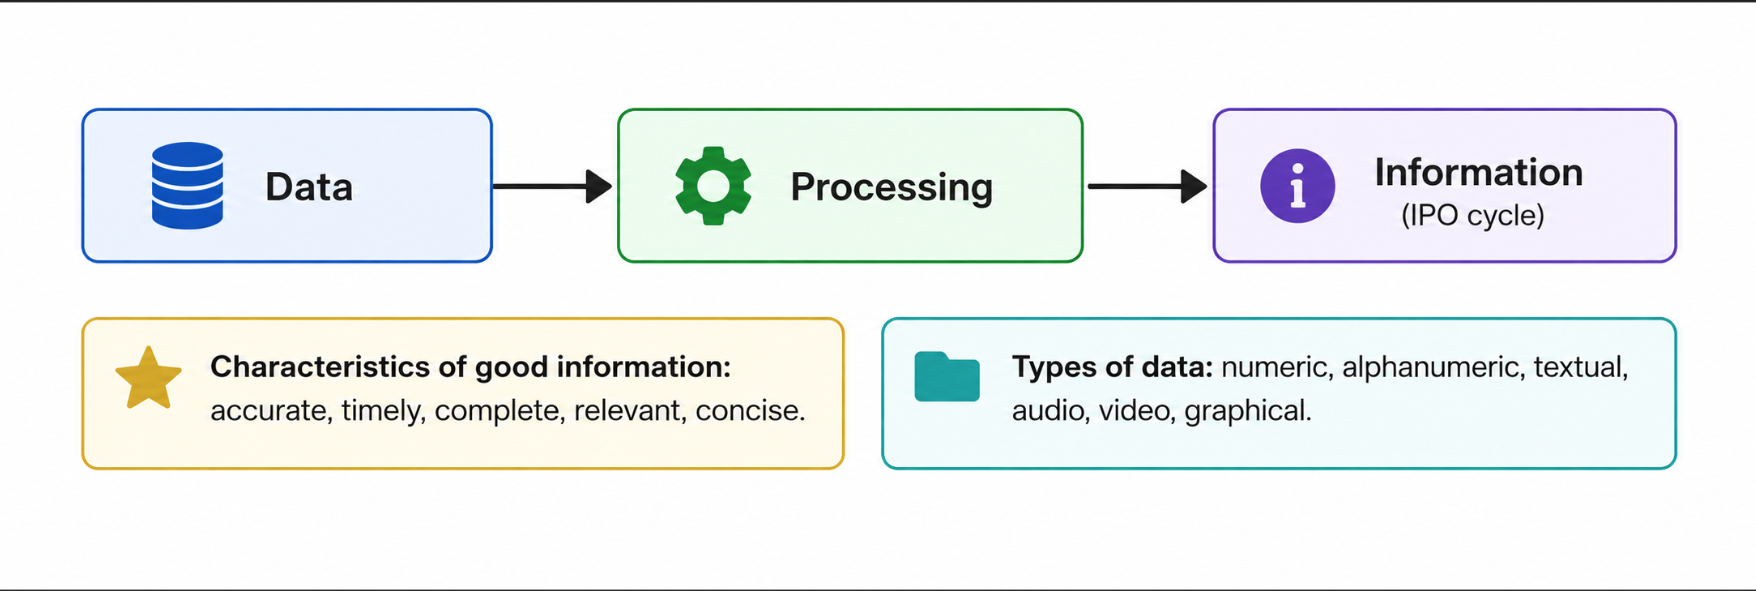 Data
Processing
Information
(IPO cycle)
Characteristics of good information:
accurate, timely, complete, relevant, concise.
Types of data: numeric, alphanumeric, textual,
audio, video, graphical.